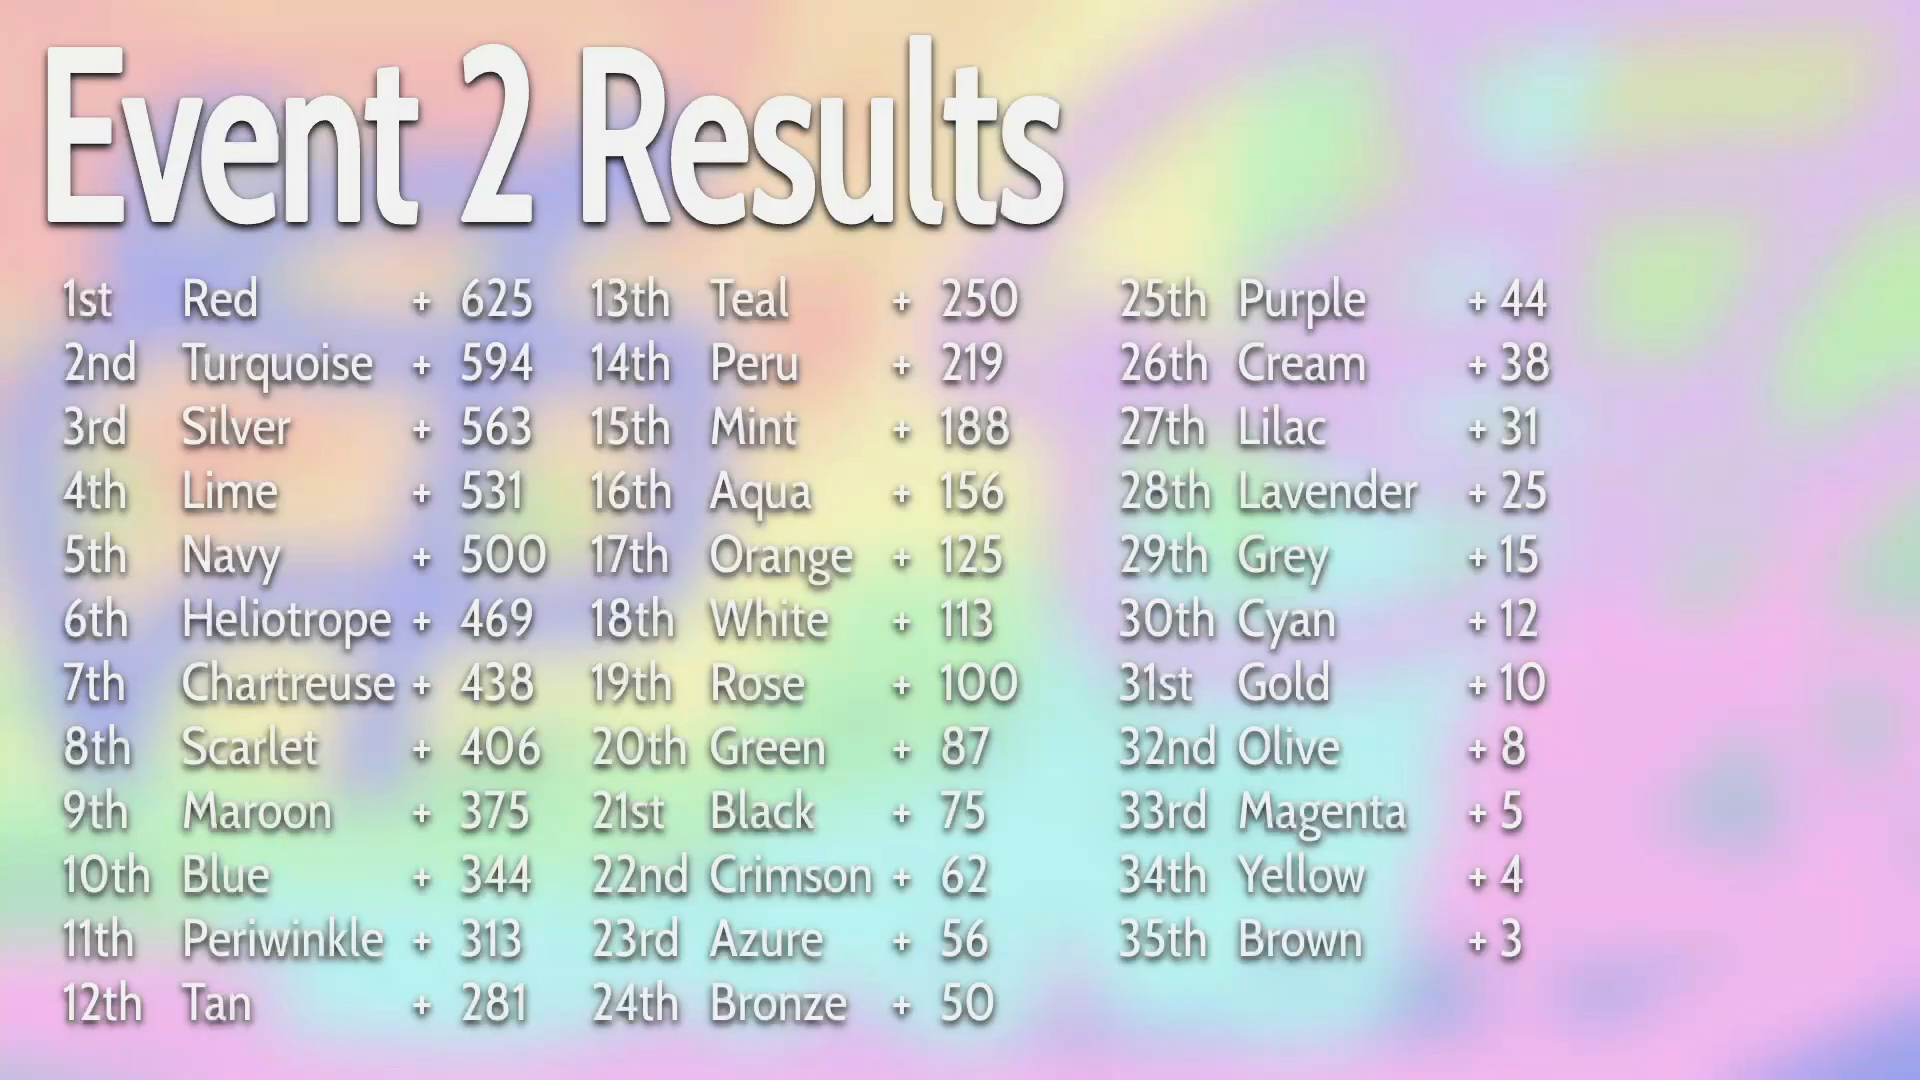 Event 2 Results
1st Red + 625
2nd Turquoise + 594
3rd Silver + 563
4th Lime + 531
5th Navy + 500
6th Heliotrope + 469
7th Chartreuse + 438
8th Scarlet + 406
9th Maroon + 375
10th Blue + 344
11th Periwinkle + 313
12th Tan + 281
13th Teal + 250
14th Peru + 219
15th Mint + 188
16th Aqua + 156
17th Orange + 125
18th White + 113
19th Rose + 100
20th Green + 87
21st Black + 75
22nd Crimson + 62
23rd Azure + 56
24th Bronze + 50
25th Purple + 44
26th Cream + 38
27th Lilac + 31
28th Lavender + 25
29th Grey + 15
30th Cyan + 12
31st Gold + 10
32nd Olive + 8
33rd Magenta + 5
34th Yellow + 4
35th Brown + 3